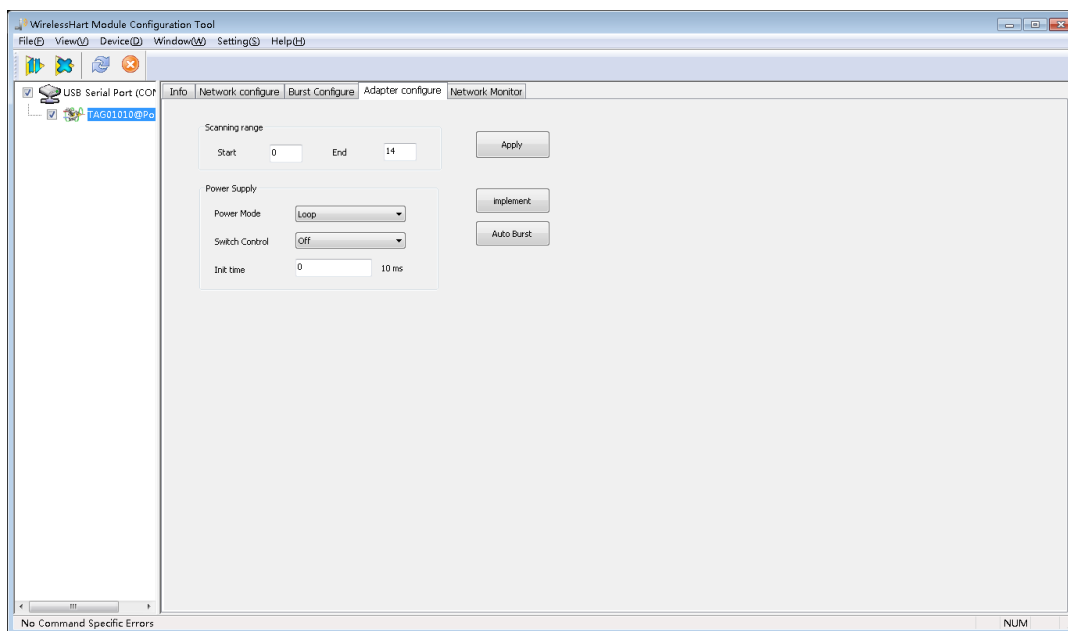 WirelessHart Module Configuration Tool
File(F) View(V) Device(D) Window(W) Setting(S) Help(H)
USB Serial Port (COM
TAG01010@Po
Info Network configure Burst Configure Adapter configure Network Monitor
Scanning range
Start 0 End 14
Apply
Power Supply
Power Mode Loop
Switch Control Off
Init time 0 10 ms
implement
Auto Burst
No Command Specific Errors
NUM